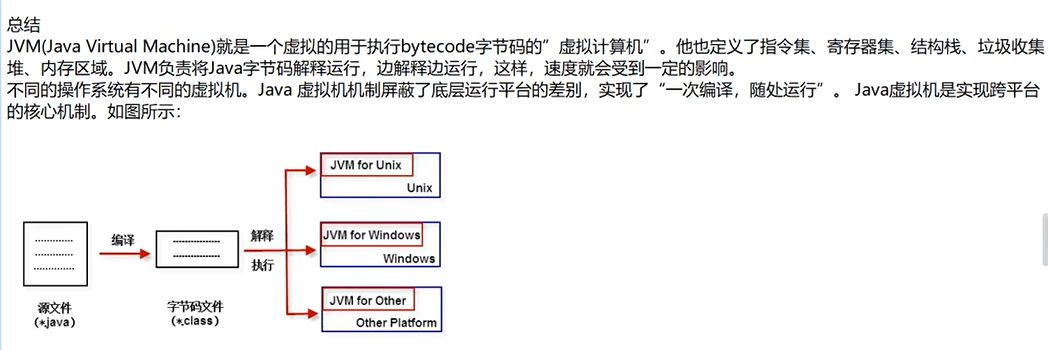 总结
JVM(Java Virtual Machine)就是一个虚拟的用于执行bytecode字节码的”虚拟计算机”。他也定义了指令集、寄存器集、结构栈、垃圾收集
堆、内存区域。JVM负责将Java字节码解释运行，边解释边运行，这样，速度就会受到一定的影响。
不同的操作系统有不同的虚拟机。Java 虚拟机机制屏蔽了底层运行平台的差别，实现了“一次编译，随处运行”。 Java虚拟机是实现跨平台
的核心机制。如图所示：
JVM for Unix
Unix
编译
解释
执行
JVM for Windows
Windows
JVM for Other
Other Platform
源文件
（*.java）
字节码文件
（*.class）